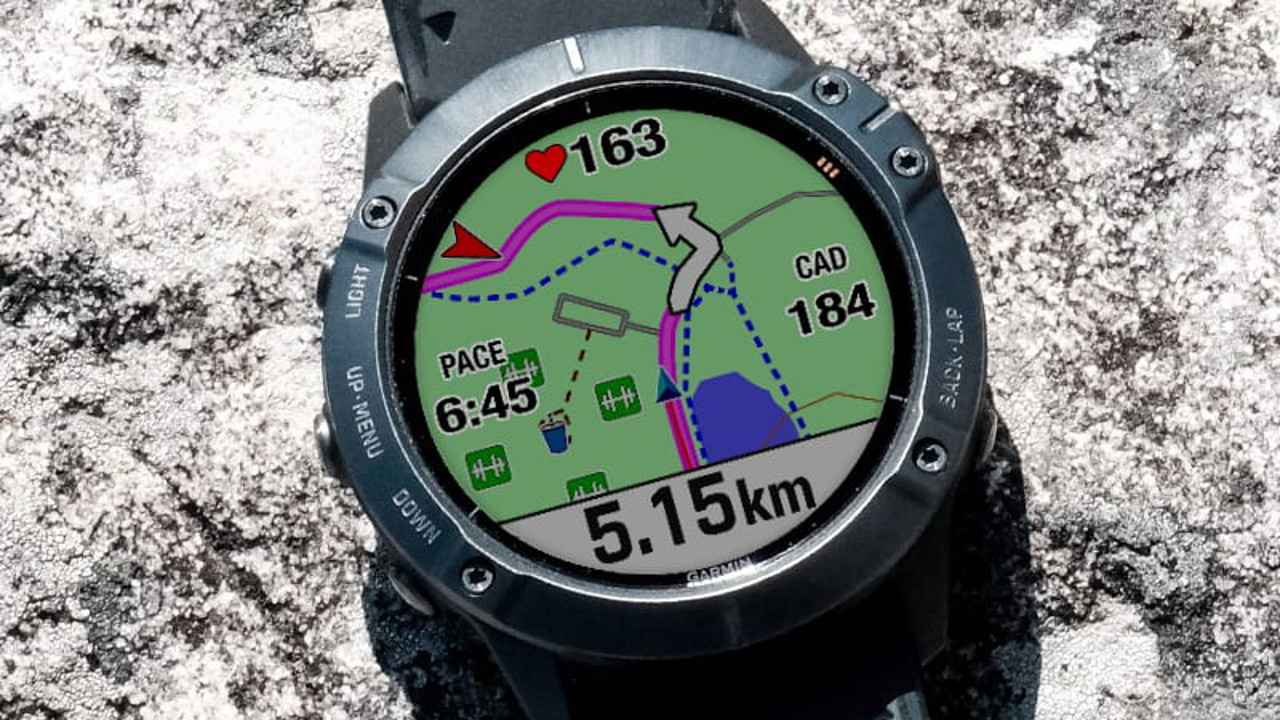 163
CAD
184
PACE
6:45
5.15km
GARMIN
LIGHT
UP·MENU
DOWN
BACK·LAP